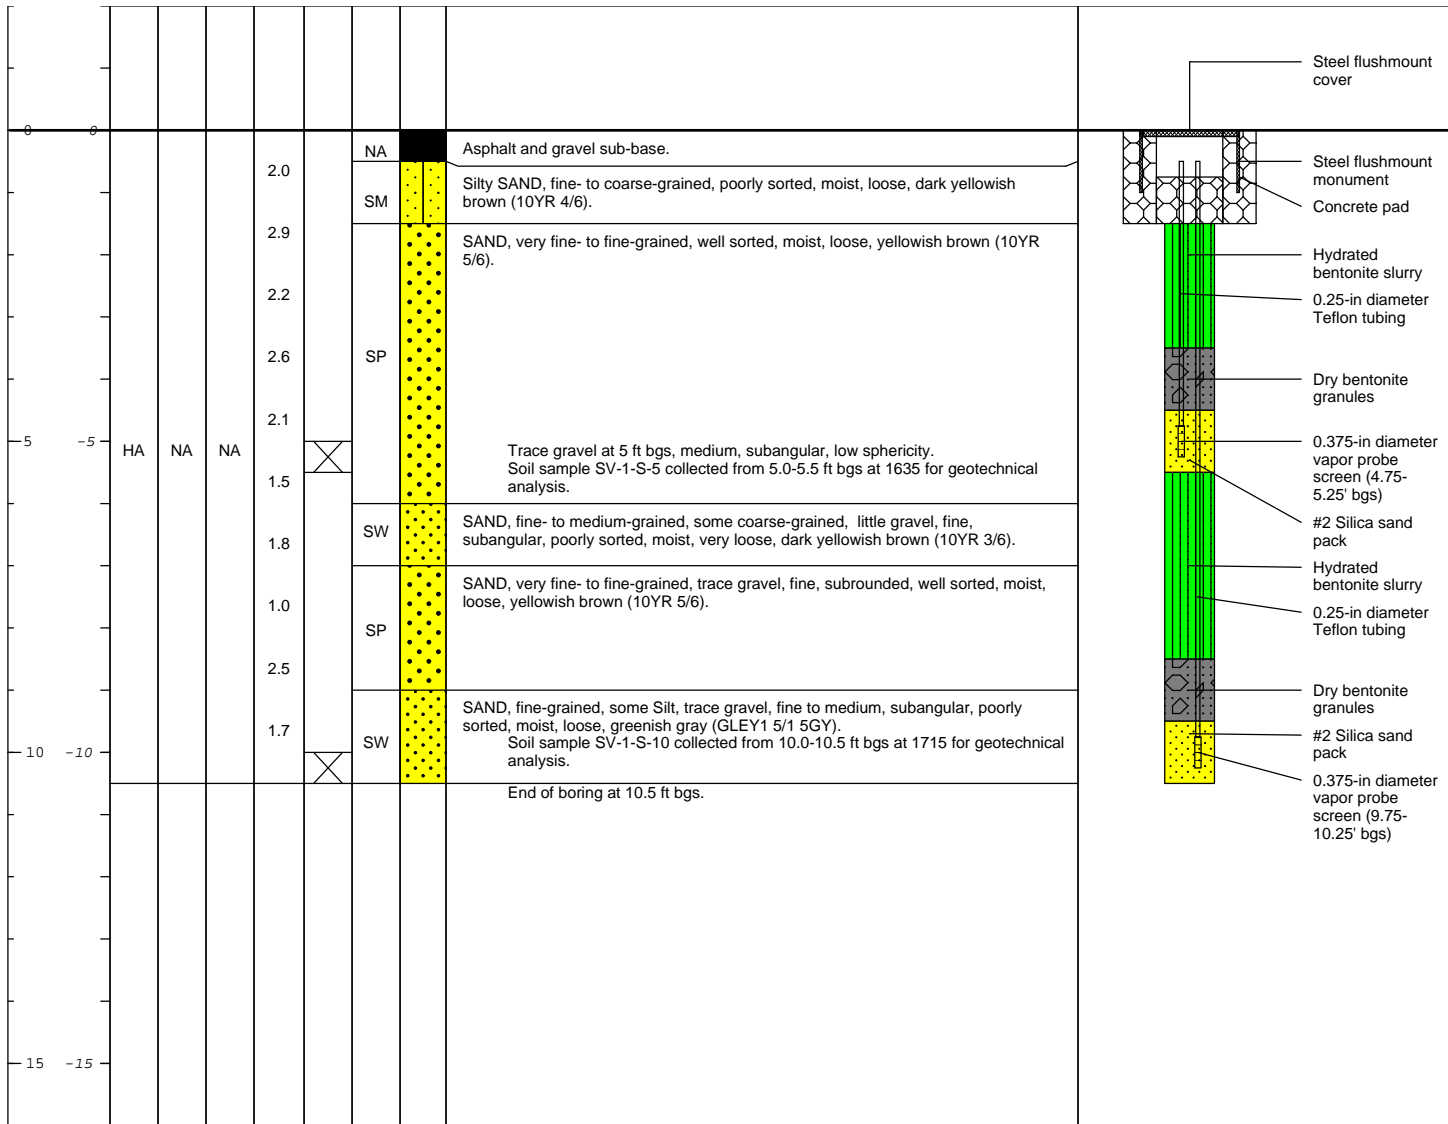 Steel flushmount
cover
0 0
NA
Asphalt and gravel sub-base.
2.0
Steel flushmount
monument
SM
Silty SAND, fine- to coarse-grained, poorly sorted, moist, loose, dark yellowish
brown (10YR 4/6).
Concrete pad
2.9
SAND, very fine- to fine-grained, well sorted, moist, loose, yellowish brown (10YR
5/6).
Hydrated
bentonite slurry
2.2
0.25-in diameter
Teflon tubing
2.6
SP
Dry bentonite
granules
2.1
5 -5
HA NA NA
Trace gravel at 5 ft bgs, medium, subangular, low sphericity.
Soil sample SV-1-S-5 collected from 5.0-5.5 ft bgs at 1635 for geotechnical
analysis.
0.375-in diameter
vapor probe
screen (4.75-
5.25' bgs)
1.5
SW
SAND, fine- to medium-grained, some coarse-grained, little gravel, fine,
subangular, poorly sorted, moist, very loose, dark yellowish brown (10YR 3/6).
#2 Silica sand
pack
1.8
Hydrated
bentonite slurry
SAND, very fine- to fine-grained, trace gravel, fine, subrounded, well sorted, moist,
loose, yellowish brown (10YR 5/6).
1.0
0.25-in diameter
Teflon tubing
SP
2.5
Dry bentonite
granules
SAND, fine-grained, some Silt, trace gravel, fine to medium, subangular, poorly
sorted, moist, loose, greenish gray (GLEY1 5/1 5GY).
1.7
SW
Soil sample SV-1-S-10 collected from 10.0-10.5 ft bgs at 1715 for geotechnical
analysis.
#2 Silica sand
pack
10 -10
End of boring at 10.5 ft bgs.
0.375-in diameter
vapor probe
screen (9.75-
10.25' bgs)
15 -15